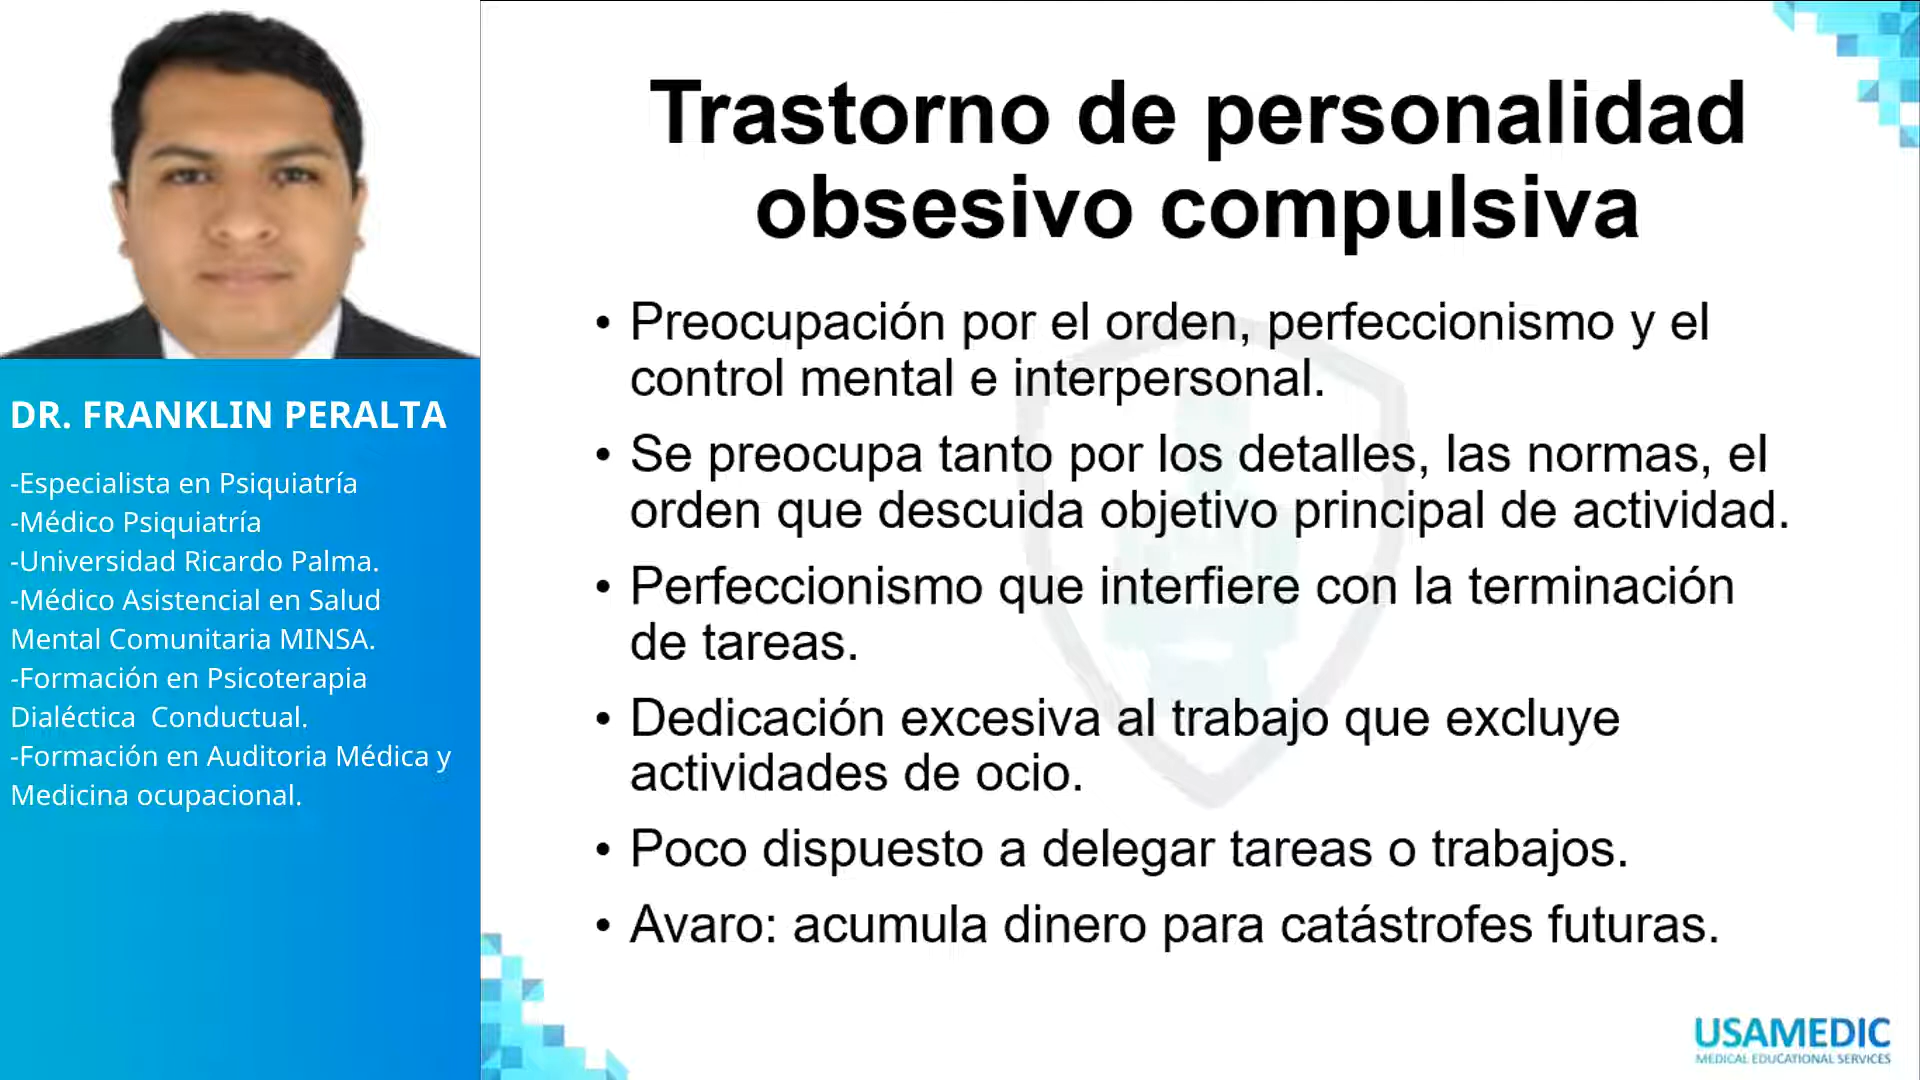 DR. FRANKLIN PERALTA
-Especialista en Psiquiatría
-Médico Psiquiatría
-Universidad Ricardo Palma.
-Médico Asistencial en Salud
Mental Comunitaria MINSA.
-Formación en Psicoterapia
Dialéctica  Conductual.
-Formación en Auditoria Médica y
Medicina ocupacional.
Trastorno de personalidad
obsesivo compulsiva
• Preocupación por el orden, perfeccionismo y el
control mental e interpersonal.
• Se preocupa tanto por los detalles, las normas, el
orden que descuida objetivo principal de actividad.
• Perfeccionismo que interfiere con la terminación
de tareas.
• Dedicación excesiva al trabajo que excluye
actividades de ocio.
• Poco dispuesto a delegar tareas o trabajos.
• Avaro: acumula dinero para catástrofes futuras.
USAMEDIC
MEDICAL EDUCATIONAL SERVICES